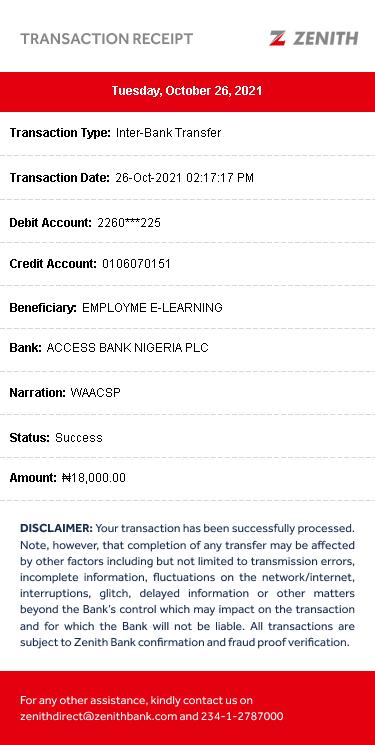 TRANSACTION RECEIPT
ZENITH
Tuesday, October 26, 2021
Transaction Type: Inter-Bank Transfer
Transaction Date: 26-Oct-2021 02:17:17 PM
Debit Account: 2260***225
Credit Account: 0106070151
Beneficiary: EMPLOYME E-LEARNING
Bank: ACCESS BANK NIGERIA PLC
Narration: WAACSP
Status: Success
Amount: ₦18,000.00
DISCLAIMER: Your transaction has been successfully processed.
Note, however, that completion of any transfer may be affected
by other factors including but not limited to transmission errors,
incomplete information, fluctuations on the network/internet,
interruptions, glitch, delayed information or other matters
beyond the Bank's control which may impact on the transaction
and for which the Bank will not be liable. All transactions are
subject to Zenith Bank confirmation and fraud proof verification.
For any other assistance, kindly contact us on
zenithdirect@zenithbank.com and 234-1-2787000